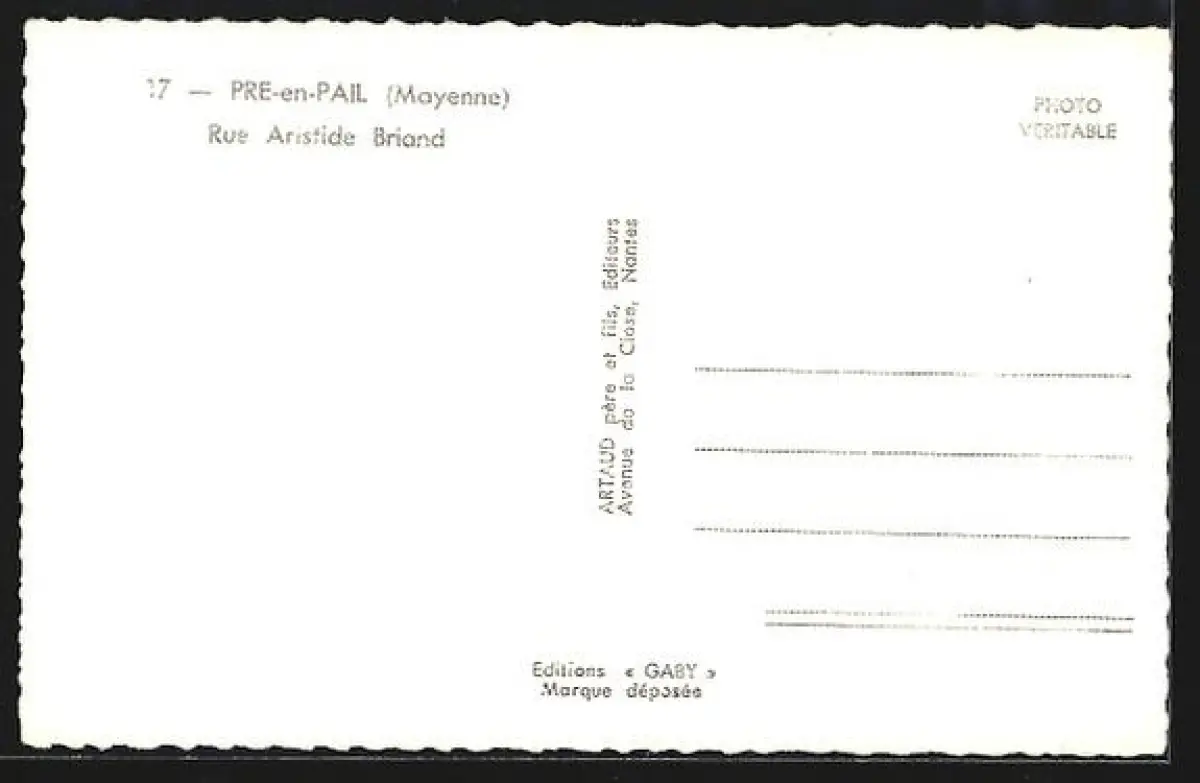 17 — PRE-en-PAIL (Mayenne)
Rue Aristide Briand
PHOTO
VERITABLE
ARTAUD père et fils, Editeurs
Avenue de la Close, Nantes
Editions « GABY »
Marque déposée